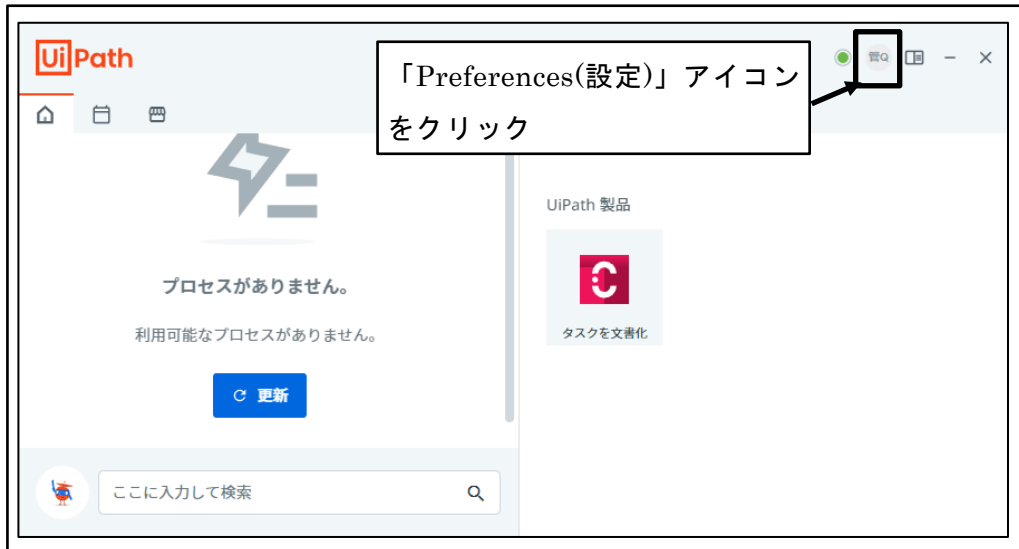 UiPath
「Preferences(設定)」アイコン
をクリック
管Q
UiPath 製品
プロセスがありません。
利用可能なプロセスがありません。
更新
タスクを文書化
ここに入力して検索